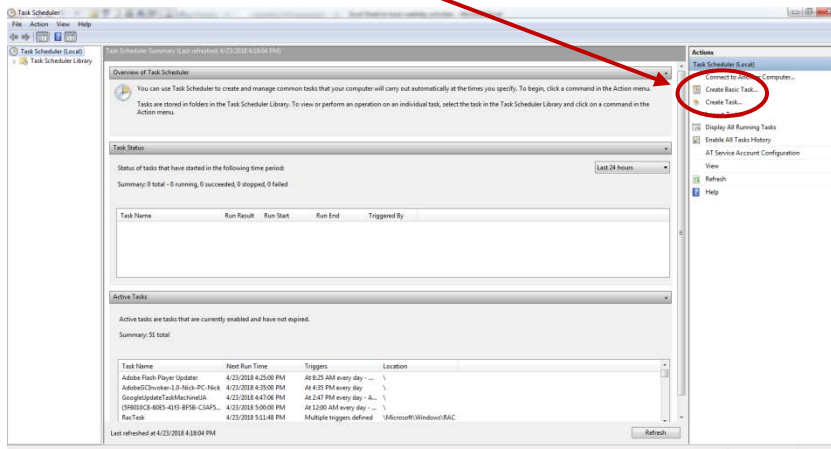 Task Scheduler
File Action View Help
Task Scheduler (Local)
Task Scheduler Library
Task Scheduler Summary (Last refreshed: 4/23/2018 4:18:04 PM)
Overview of Task Scheduler
You can use Task Scheduler to create and manage common tasks that your computer will carry out automatically at the times you specify. To begin, click a command in the Action menu.
Tasks are stored in folders in the Task Scheduler Library. To view or perform an operation on an individual task, select the task in the Task Scheduler Library and click on a command in the
Action menu.
Task Status
Status of tasks that have started in the following time period:
Last 24 hours
Summary: 0 total - 0 running, 0 succeeded, 0 stopped, 0 failed
Task Name Run Result Run Start Run End Triggered By
Active Tasks
Active tasks are tasks that are currently enabled and have not expired.
Summary: 51 total
Task Name Next Run Time Triggers Location
Adobe Flash Player Updater 4/23/2018 4:25:00 PM At 8:25 AM every day - ... \
AdobeGCInvoker-1.0-Nick-PC-Nick 4/23/2018 4:35:00 PM At 4:35 PM every day \
GoogleUpdateTaskMachineUA 4/23/2018 4:47:06 PM At 2:47 PM every day - A... \
4/23/2018 5:00:00 PM At 12:00 AM every day - ... \
RacTask 4/23/2018 5:11:48 PM Multiple triggers defined \Microsoft\Windows\RAC
Last refreshed at 4/23/2018 4:18:04 PM
Refresh
Actions
Task Scheduler (Local)
Connect to Another Computer...
Create Basic Task...
Create Task...
Display All Running Tasks
Enable All Tasks History
AT Service Account Configuration
View
Refresh
Help